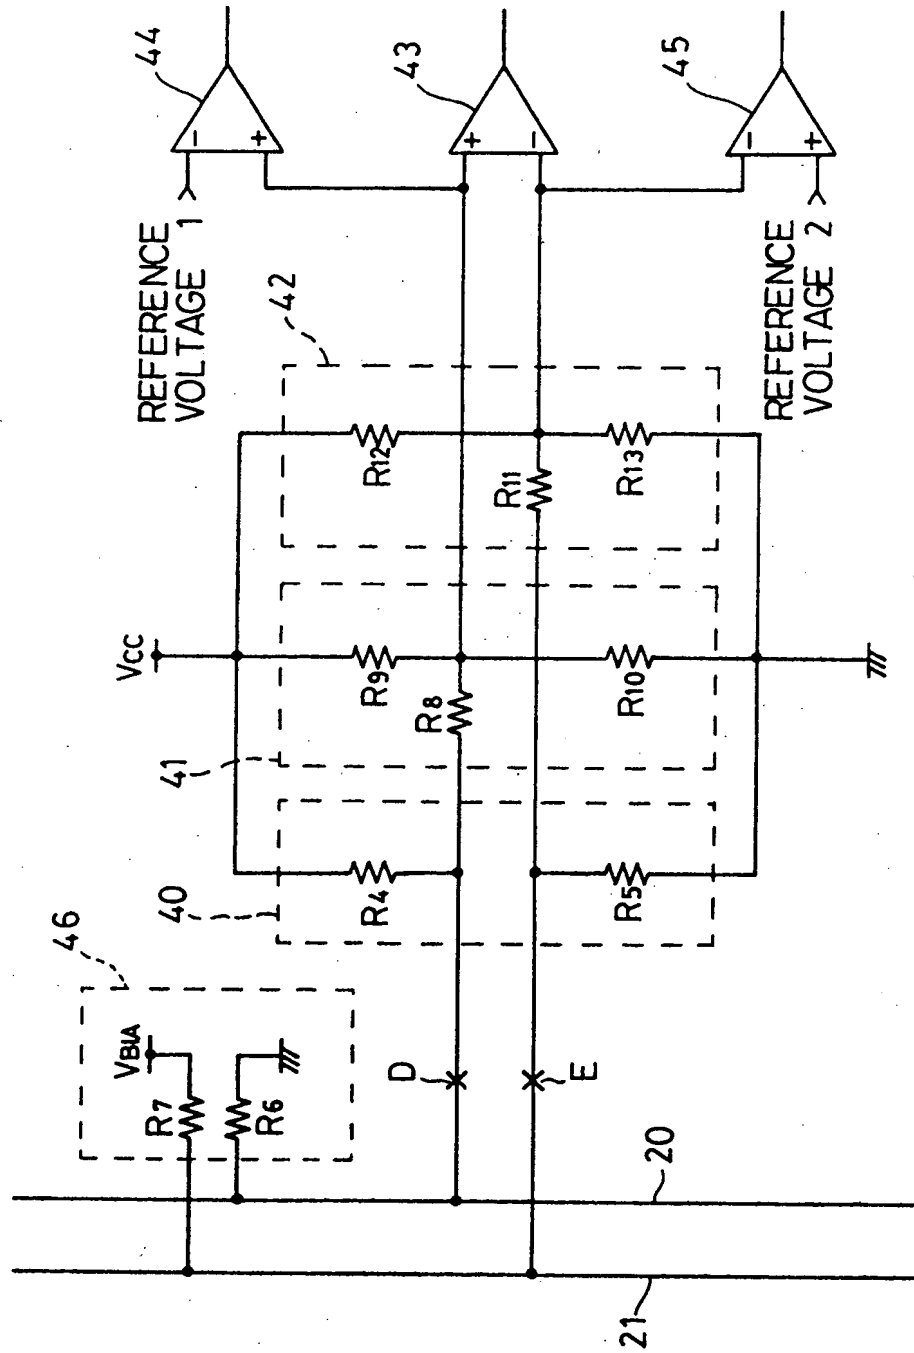 44
43
45
−
+
+
−
−
+
REFERENCE
VOLTAGE 1
REFERENCE
VOLTAGE 2
42
R12
R11
R13
VCC
R9
R8
R10
41
40
R4
R5
46
VBIA
R7
R6
D
E
20
21